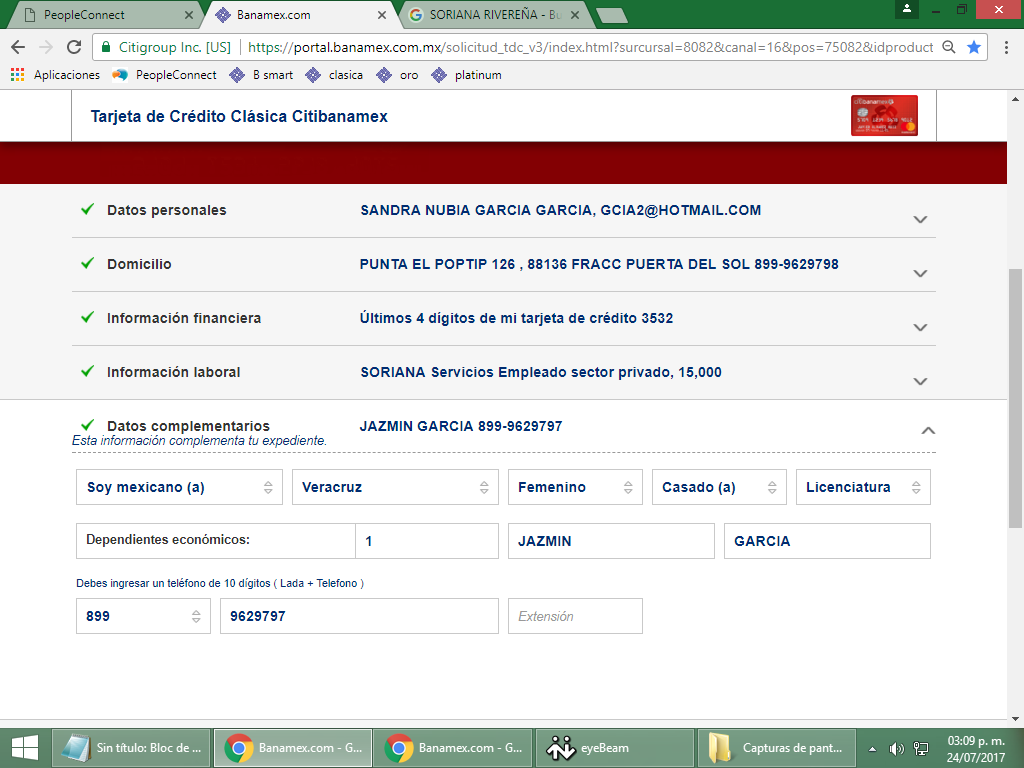 PeopleConnect
Banamex.com
SORIANA RIVEREÑA - Bu
Citigroup Inc. [US]
https://portal.banamex.com.mx/solicitud_tdc_v3/index.html?surcursal=8082&canal=16&pos=75082&idproduct
Aplicaciones
PeopleConnect
B smart
clasica
oro
platinum
Tarjeta de Crédito Clásica Citibanamex
Datos personales
SANDRA NUBIA GARCIA GARCIA, GCIA2@HOTMAIL.COM
Domicilio
PUNTA EL POPTIP 126 , 88136 FRACC PUERTA DEL SOL 899-9629798
Información financiera
Últimos 4 dígitos de mi tarjeta de crédito 3532
Información laboral
SORIANA Servicios Empleado sector privado, 15,000
Datos complementarios
JAZMIN GARCIA 899-9629797
Esta información complementa tu expediente.
Soy mexicano (a)
Veracruz
Femenino
Casado (a)
Licenciatura
Dependientes económicos:
1
JAZMIN
GARCIA
Debes ingresar un teléfono de 10 dígitos ( Lada + Telefono )
899
9629797
Extensión
Sin título: Bloc de ...
Banamex.com - G...
Banamex.com - G...
eyeBeam
Capturas de pant...
03:09 p. m.
24/07/2017